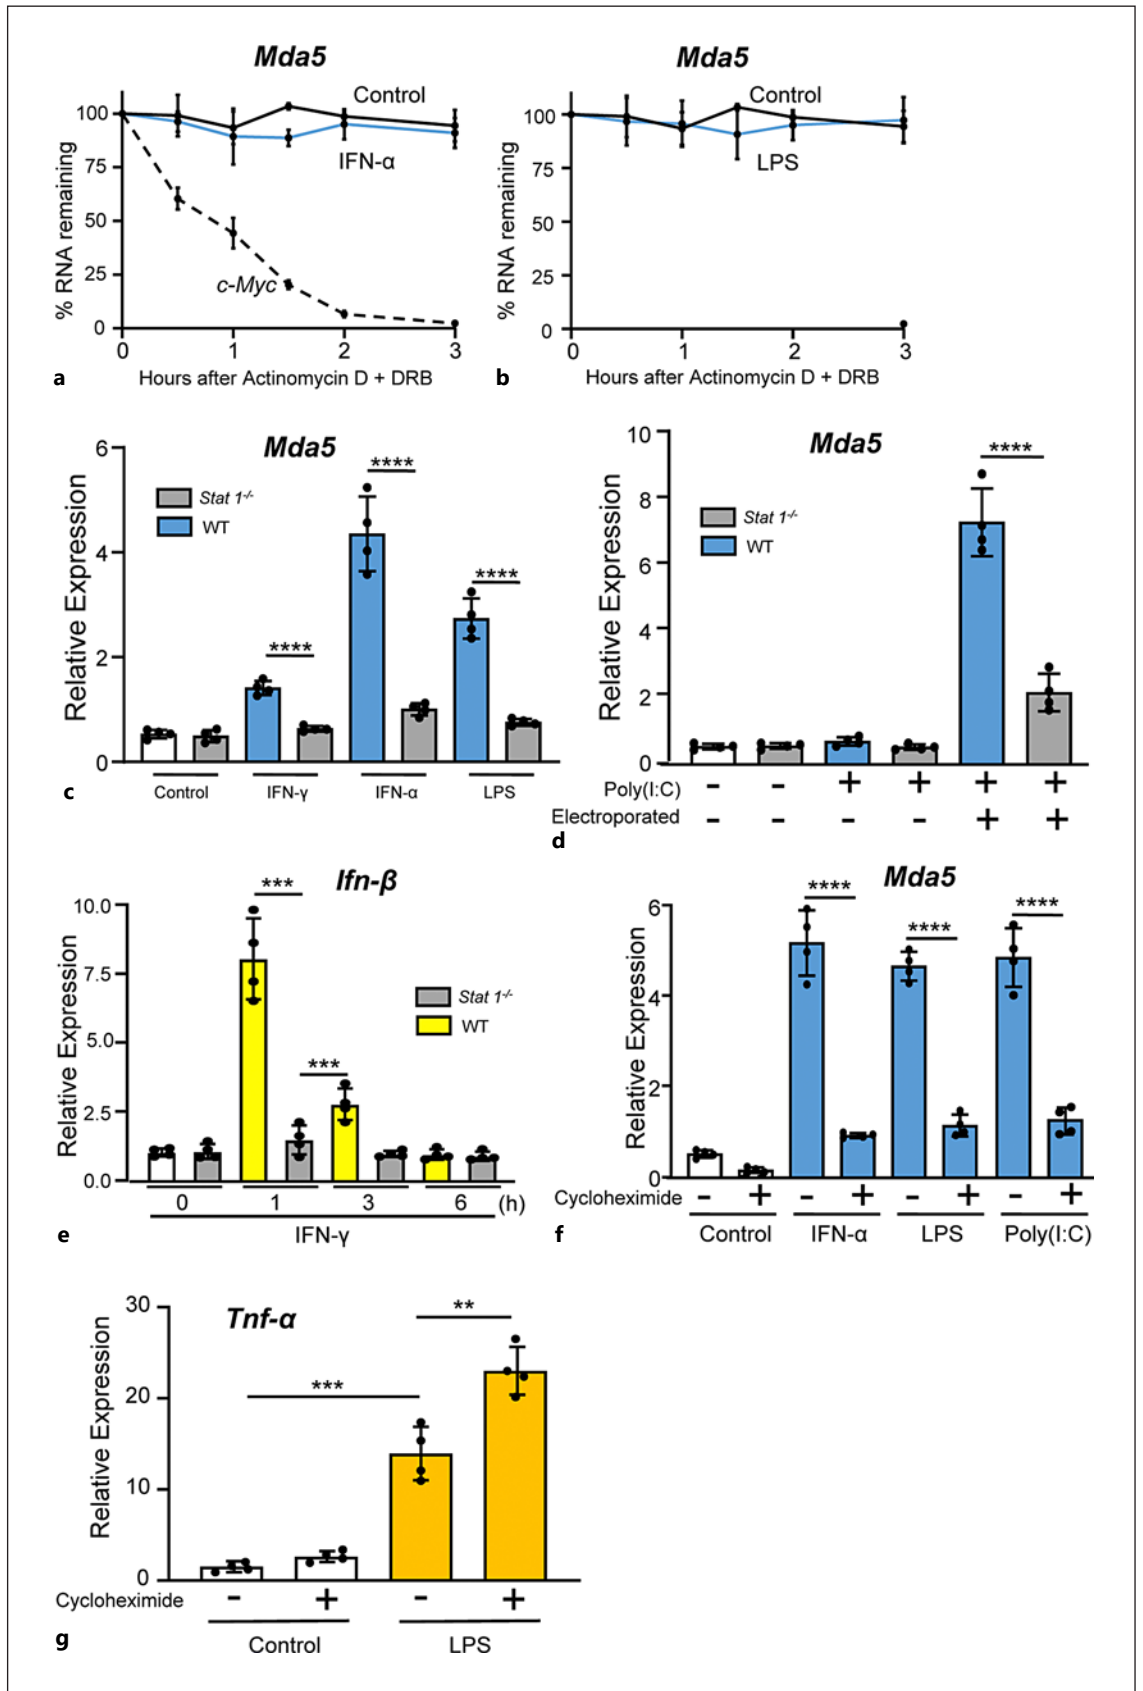 Mda5
% RNA remaining
100
75
50
25
0
Control
IFN-α
c-Myc
0 1 2 3
Hours after Actinomycin D + DRB
a
Mda5
% RNA remaining
100
75
50
25
0
Control
LPS
0 1 2 3
Hours after Actinomycin D + DRB
b
Mda5
Relative Expression
6
4
2
0
Stat 1-/-
WT
****
****
****
Control IFN-γ IFN-α LPS
c
Mda5
Relative Expression
10
8
6
4
2
0
Stat 1-/-
WT
****
Poly(I:C) - - + + + +
Electroporated - - - - + +
d
Ifn-β
Relative Expression
10.0
7.5
5.0
2.5
0.0
***
***
Stat 1-/-
WT
0 1 3 6 (h)
IFN-γ
e
Mda5
Relative Expression
6
4
2
0
****
****
****
Cycloheximide - + - + - + - +
Control IFN-α LPS Poly(I:C)
f
Tnf-α
Relative Expression
30
20
10
0
**
***
Cycloheximide - + - +
Control LPS
g